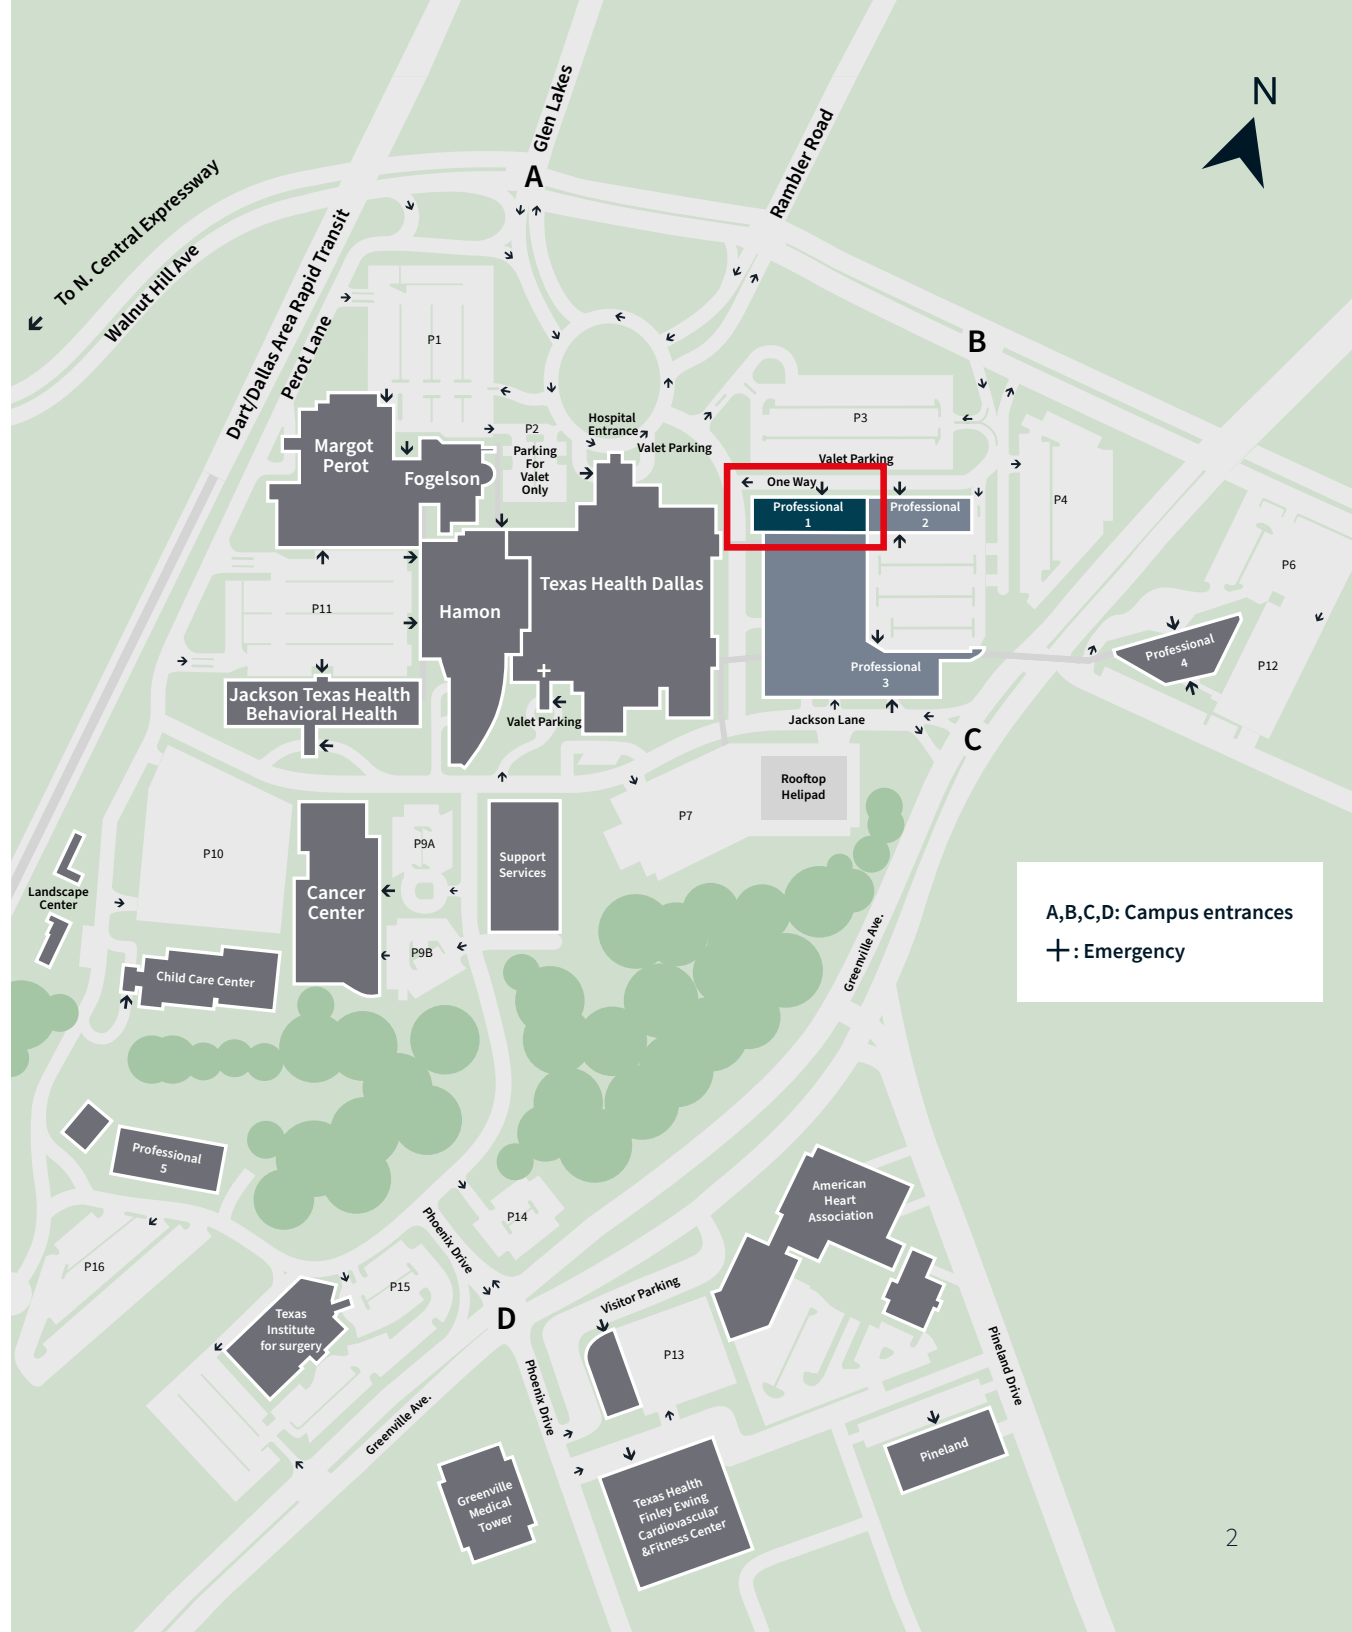 N
Glen Lakes
Rambler Road
A
To N. Central Expressway
Walnut Hill Ave
Dart/Dallas Area Rapid Transit
Perot Lane
B
P1
P2
Parking
For
Valet
Only
Hospital
Entrance
Valet Parking
P3
Valet Parking
One Way
P4
Margot
Perot
Fogelson
Professional
1
Professional
2
P6
Texas Health Dallas
Hamon
P11
Professional
3
Professional
4
P12
Jackson Texas Health
Behavioral Health
Valet Parking
Jackson Lane
C
Rooftop
Helipad
P7
P10
P9A
Support
Services
Cancer
Center
Landscape
Center
P9B
Child Care Center
Greenville Ave.
A,B,C,D: Campus entrances
+ : Emergency
Professional
5
American
Heart
Association
P14
Phoenix Drive
P16
P15
Visitor Parking
D
Texas
Institute
for surgery
P13
Phoenix Drive
Pineland Drive
Greenville Ave.
Pineland
Greenville
Medical
Tower
Texas Health
Finley Ewing
Cardiovascular
&Fitness Center
2